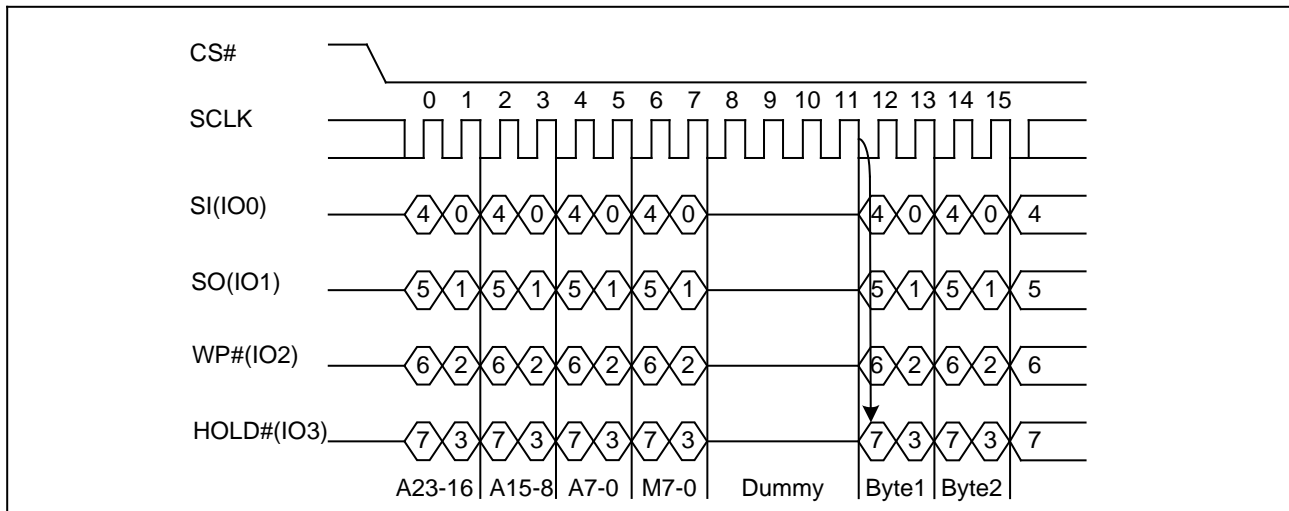 CS#
0 1 2 3 4 5 6 7 8 9 10 11 12 13 14 15
SCLK
SI(IO0) 4 0 4 0 4 0 4 0 4 0 4 0 4
SO(IO1) 5 1 5 1 5 1 5 1 5 1 5 1 5
WP#(IO2) 6 2 6 2 6 2 6 2 6 2 6 2 6
HOLD#(IO3) 7 3 7 3 7 3 7 3 7 3 7 3 7
A23-16 A15-8 A7-0 M7-0 Dummy Byte1 Byte2